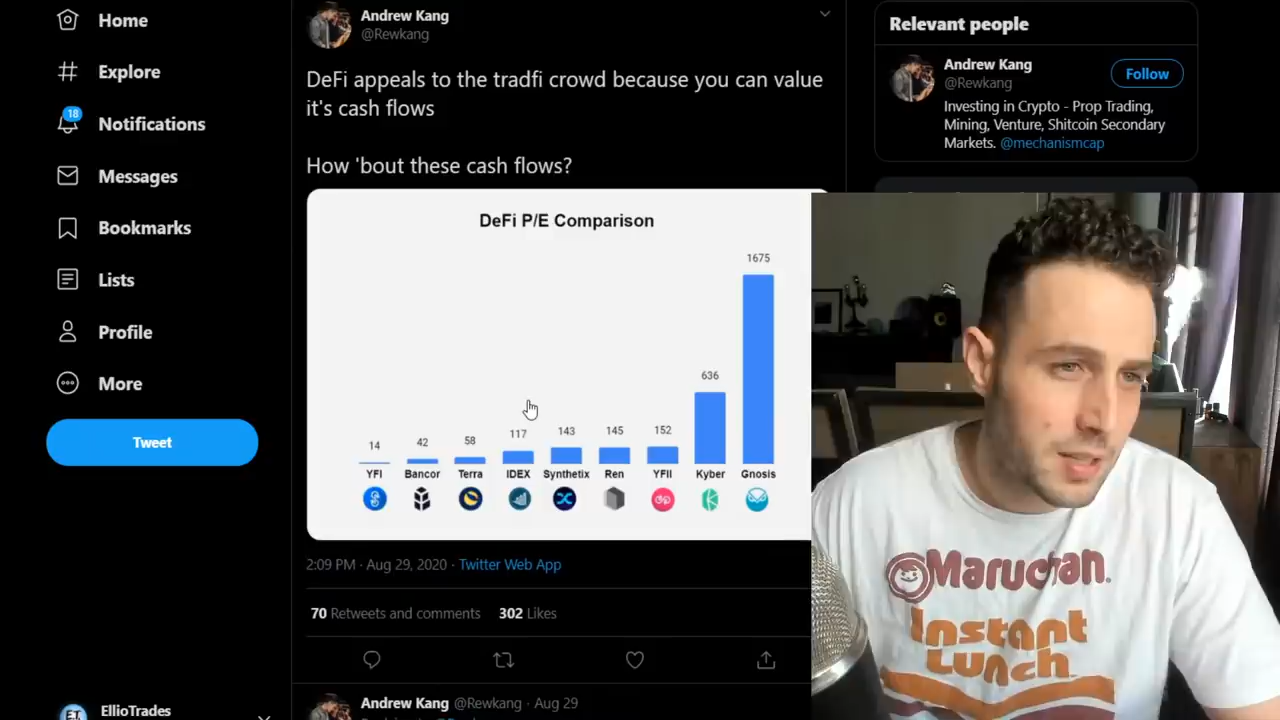 Home
Explore
18
Notifications
Messages
Bookmarks
Lists
Profile
More
Tweet
EllioTrades
Andrew Kang
@Rewkang
DeFi appeals to the tradfi crowd because you can value
it's cash flows
How 'bout these cash flows?
DeFi P/E Comparison
14
42
58
117
143
145
152
636
1675
YFI
Bancor
Terra
IDEX
Synthetix
Ren
YFII
Kyber
Gnosis
2:09 PM · Aug 29, 2020 · Twitter Web App
70 Retweets and comments 302 Likes
Andrew Kang @Rewkang · Aug 29
Relevant people
Andrew Kang
@Rewkang
Follow
Investing in Crypto - Prop Trading,
Mining, Venture, Shitcoin Secondary
Markets. @mechanismcap
Maruchan.
Instant
Lunch